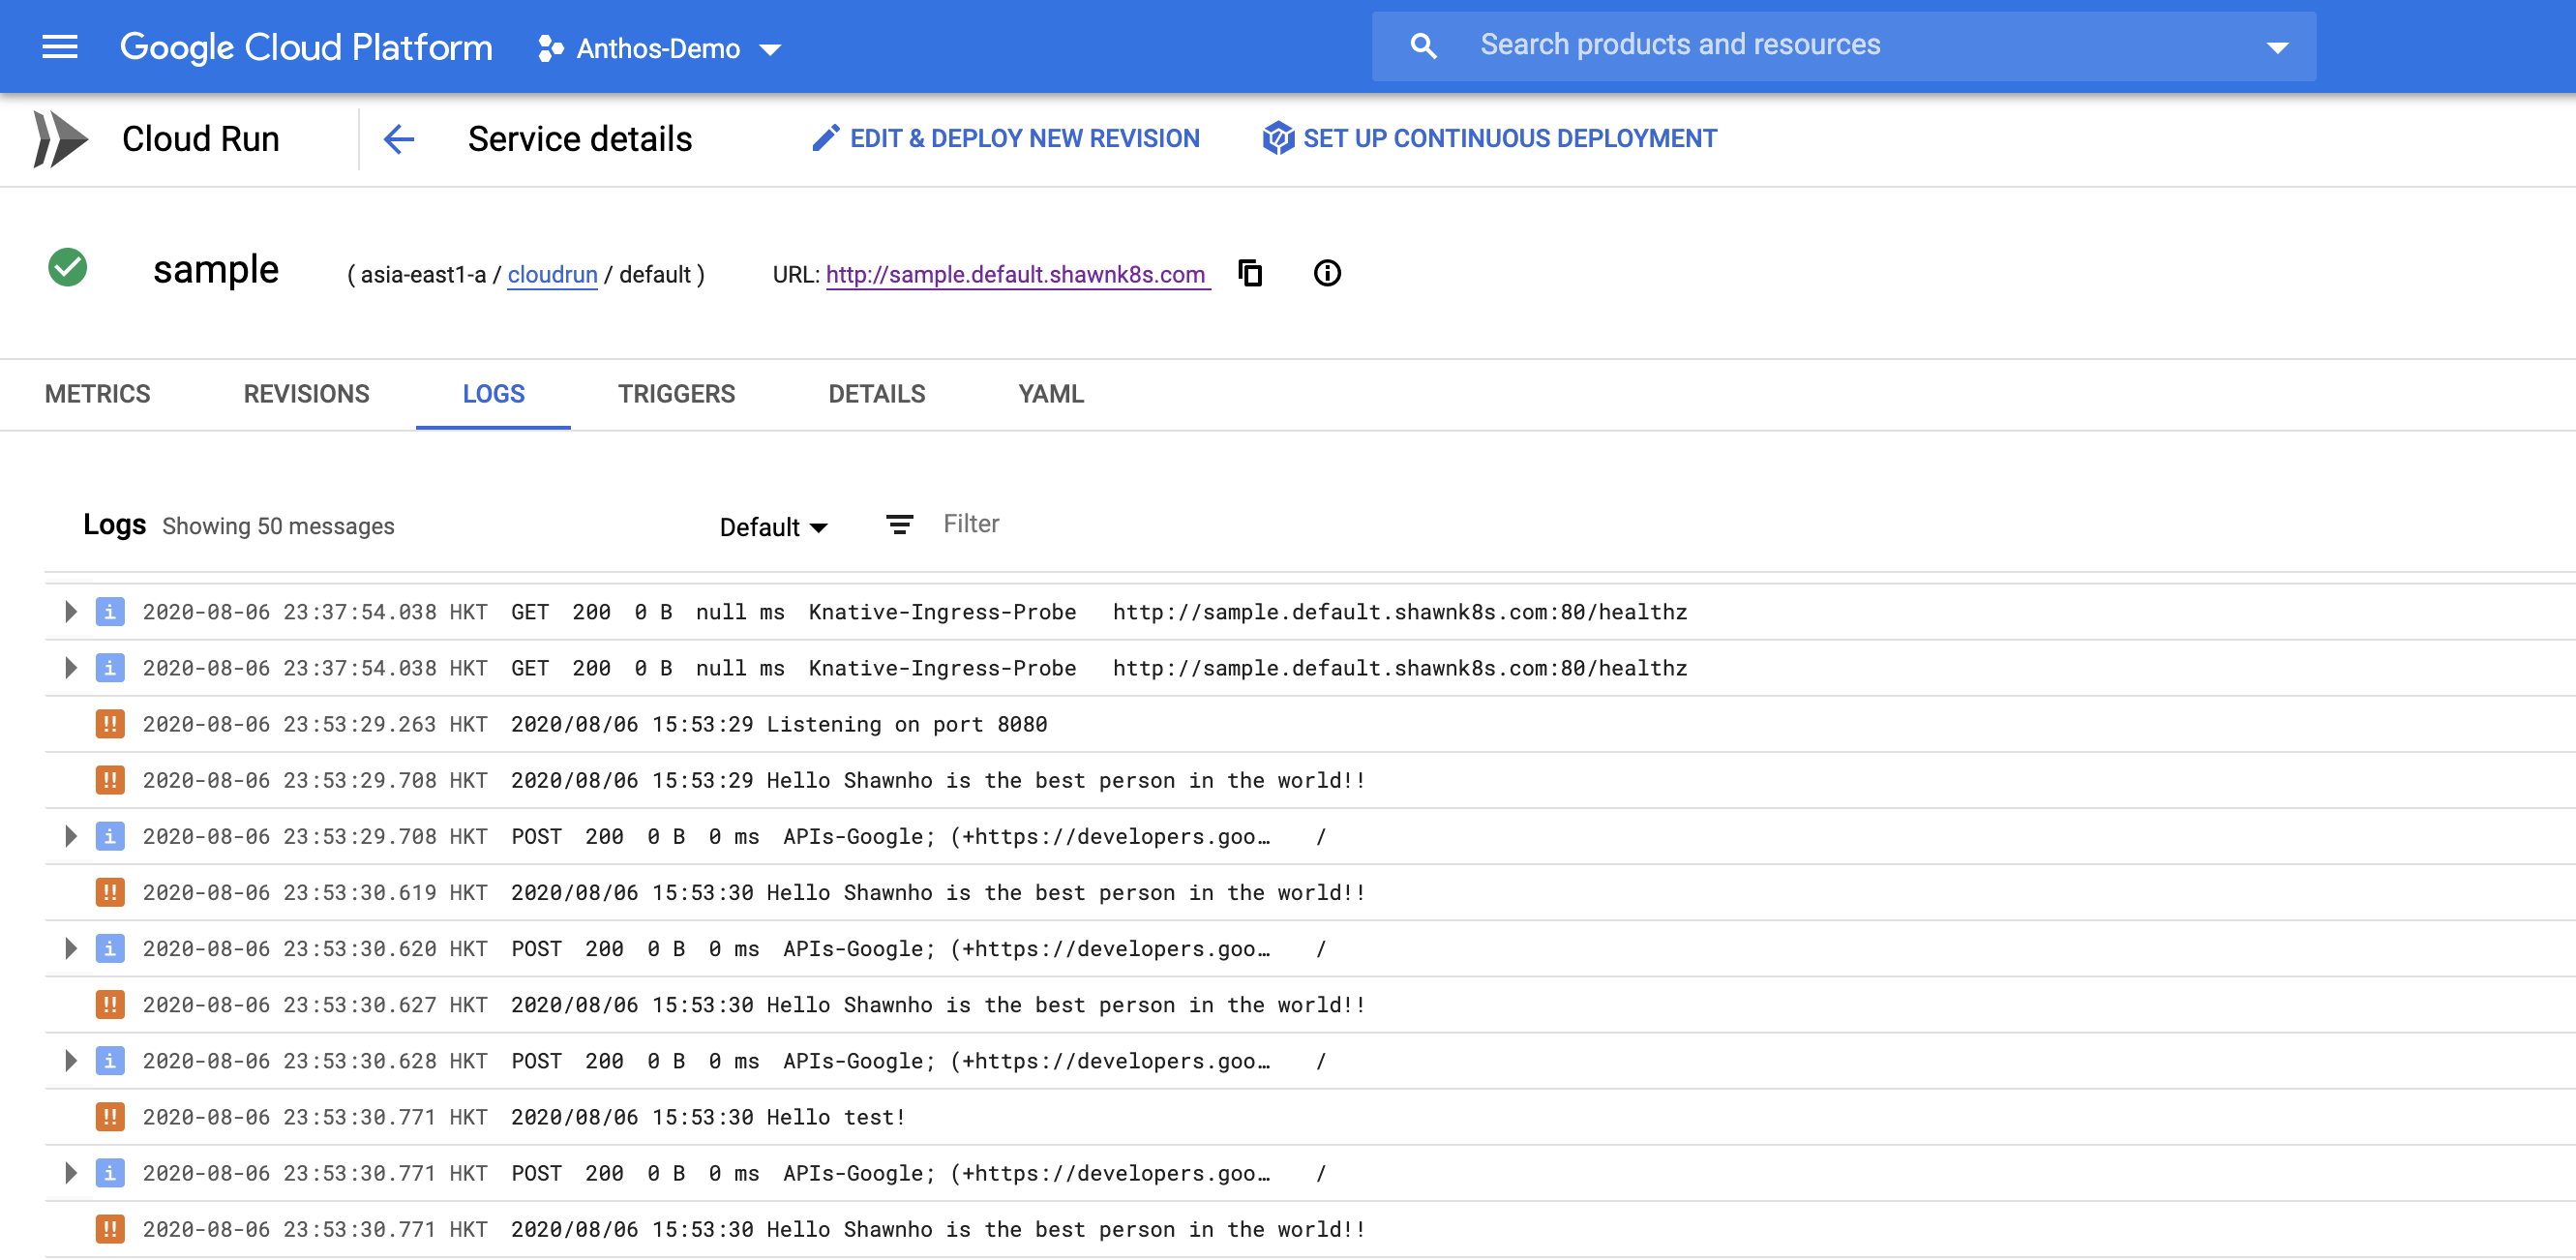 Google Cloud Platform Anthos-Demo Search products and resources
Cloud Run Service details EDIT & DEPLOY NEW REVISION SET UP CONTINUOUS DEPLOYMENT
sample ( asia-east1-a / cloudrun / default ) URL: http://sample.default.shawnk8s.com
METRICS REVISIONS LOGS TRIGGERS DETAILS YAML
Logs Showing 50 messages Default Filter
i 2020-08-06 23:37:54.038 HKT GET 200 0 B null ms Knative-Ingress-Probe http://sample.default.shawnk8s.com:80/healthz
i 2020-08-06 23:37:54.038 HKT GET 200 0 B null ms Knative-Ingress-Probe http://sample.default.shawnk8s.com:80/healthz
!! 2020-08-06 23:53:29.263 HKT 2020/08/06 15:53:29 Listening on port 8080
!! 2020-08-06 23:53:29.708 HKT 2020/08/06 15:53:29 Hello Shawnho is the best person in the world!!
i 2020-08-06 23:53:29.708 HKT POST 200 0 B 0 ms APIs-Google; (+https://developers.goo… /
!! 2020-08-06 23:53:30.619 HKT 2020/08/06 15:53:30 Hello Shawnho is the best person in the world!!
i 2020-08-06 23:53:30.620 HKT POST 200 0 B 0 ms APIs-Google; (+https://developers.goo… /
!! 2020-08-06 23:53:30.627 HKT 2020/08/06 15:53:30 Hello Shawnho is the best person in the world!!
i 2020-08-06 23:53:30.628 HKT POST 200 0 B 0 ms APIs-Google; (+https://developers.goo… /
!! 2020-08-06 23:53:30.771 HKT 2020/08/06 15:53:30 Hello test!
i 2020-08-06 23:53:30.771 HKT POST 200 0 B 0 ms APIs-Google; (+https://developers.goo… /
!! 2020-08-06 23:53:30.771 HKT 2020/08/06 15:53:30 Hello Shawnho is the best person in the world!!